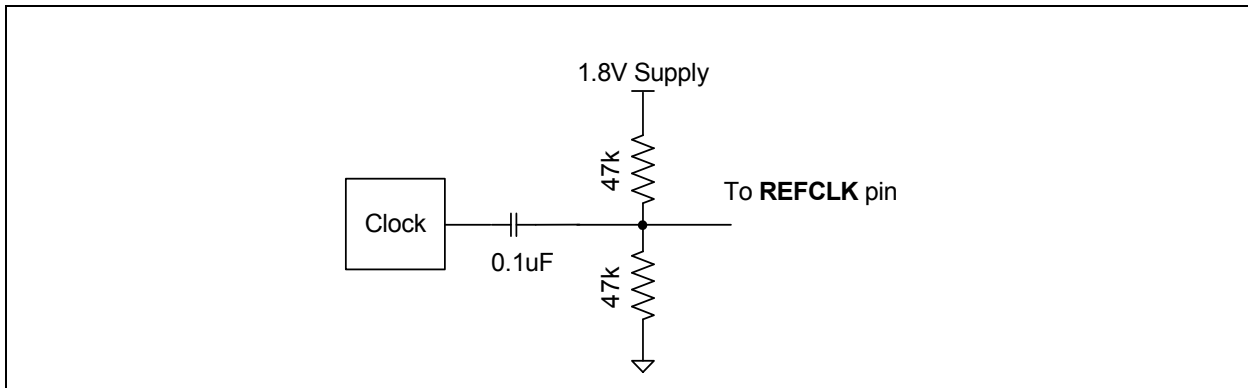 1.8V Supply
47k
To REFCLK pin
Clock
0.1uF
47k